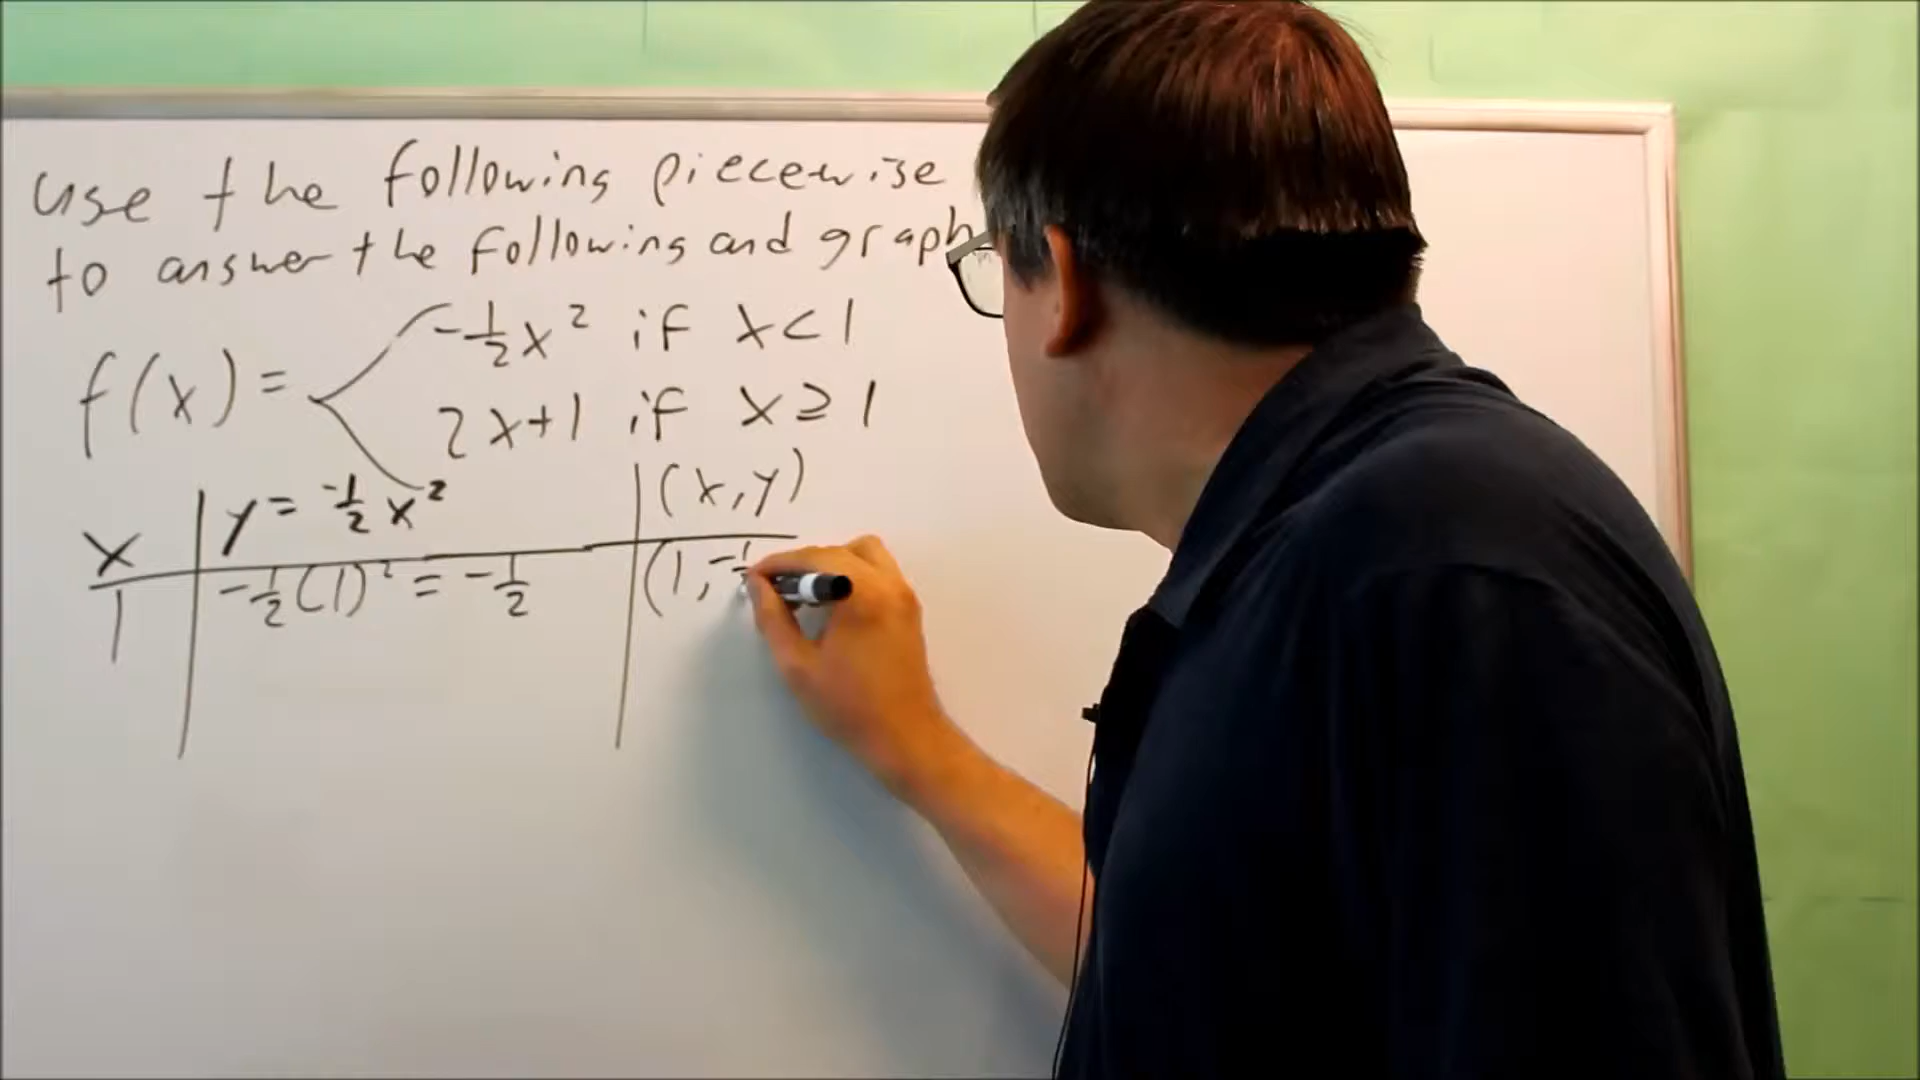 use the following piecewise
to answer the following and graph
f(x) = -1/2 x² if x < 1
2x+1 if x ≥ 1
x | y = -1/2 x² | (x,y)
1 | -1/2 (1)² = -1/2 | (1, -1/